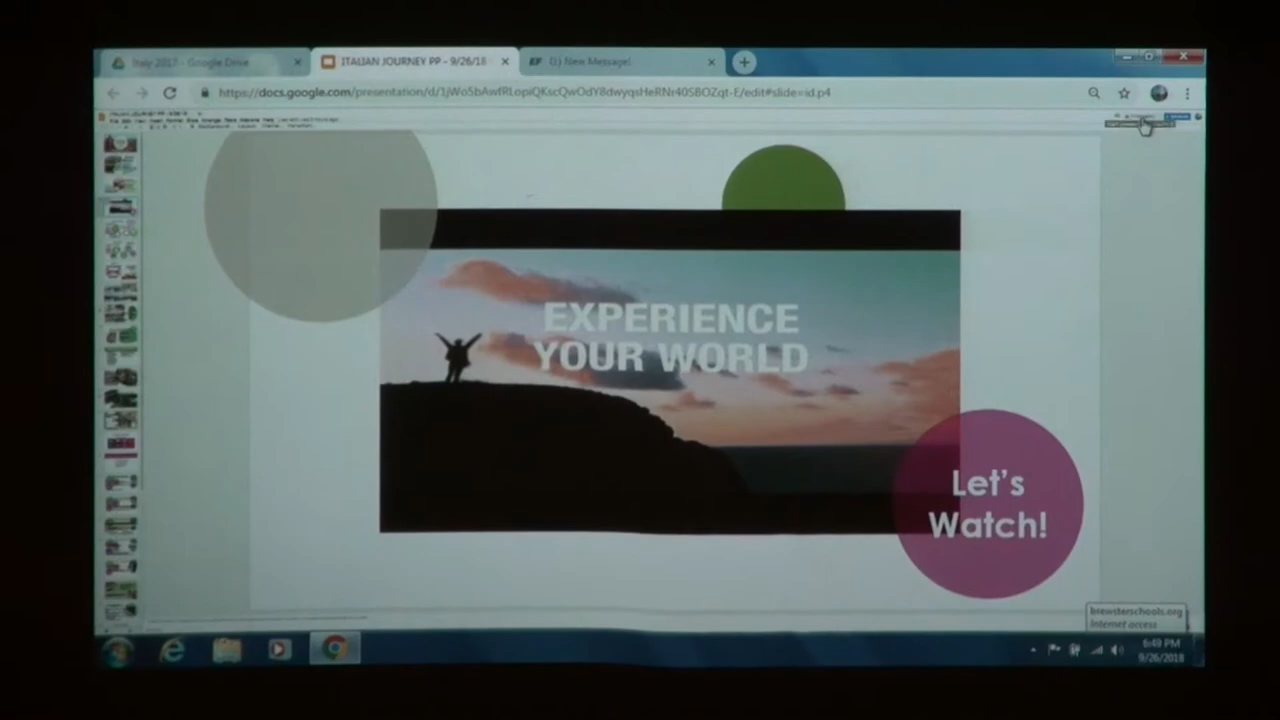 Italy 2017 - Google Drive
ITALIAN JOURNEY PP - 9/26/18
EF
New Message!
https://docs.google.com/presentation/d/
/edit#slide=id.p4
EXPERIENCE
YOUR WORLD
Let's
Watch!
brewsterschools.org
Internet access
6:49 PM
9/26/2018